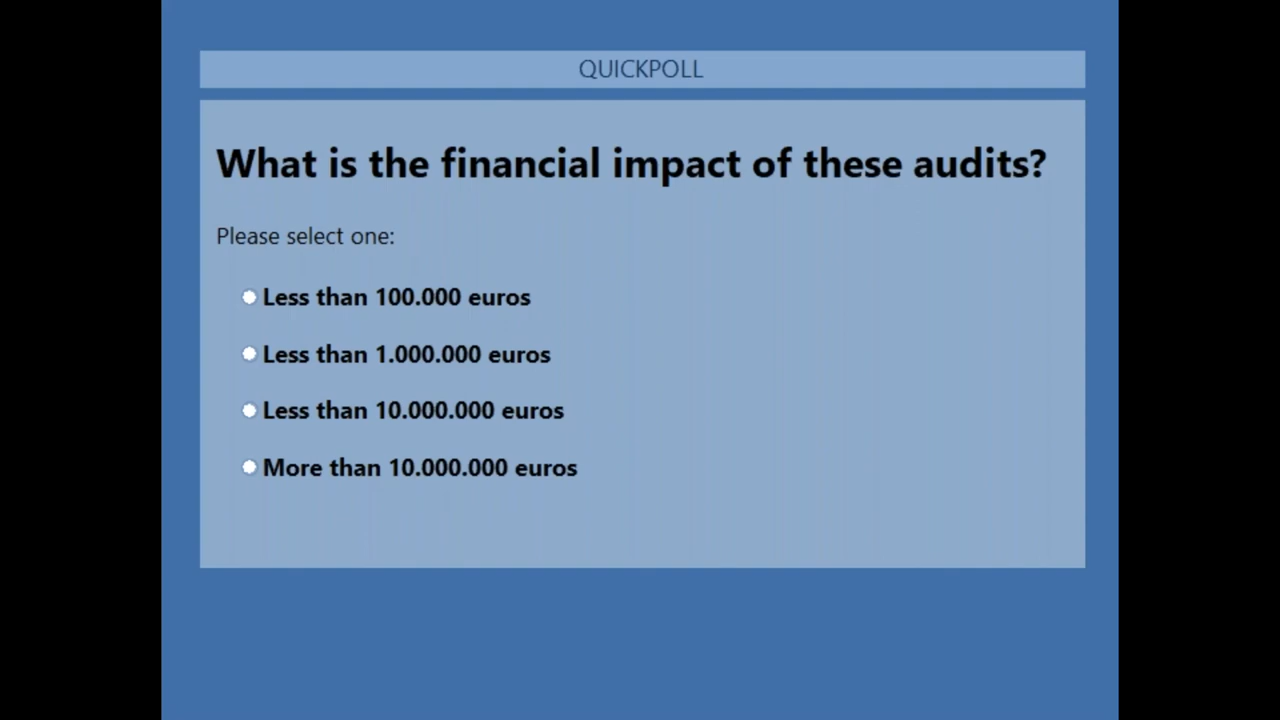 QUICKPOLL
What is the financial impact of these audits?
Please select one:
Less than 100.000 euros
Less than 1.000.000 euros
Less than 10.000.000 euros
More than 10.000.000 euros